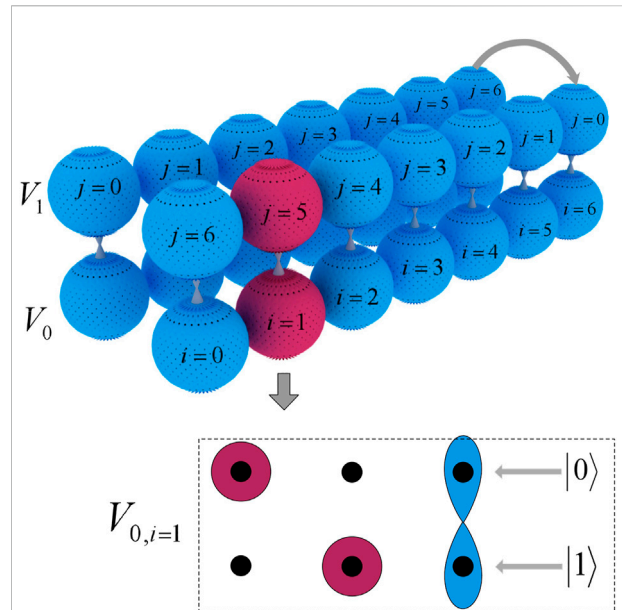 j = 0
j = 1
j = 2
j = 3
j = 4
j = 5
j = 6
j = 6
j = 5
j = 4
j = 3
j = 2
j = 1
j = 0
V₁
V₀
i = 0
i = 1
i = 2
i = 3
i = 4
i = 5
i = 6
V₀,ᵢ₌₁
|0⟩
|1⟩